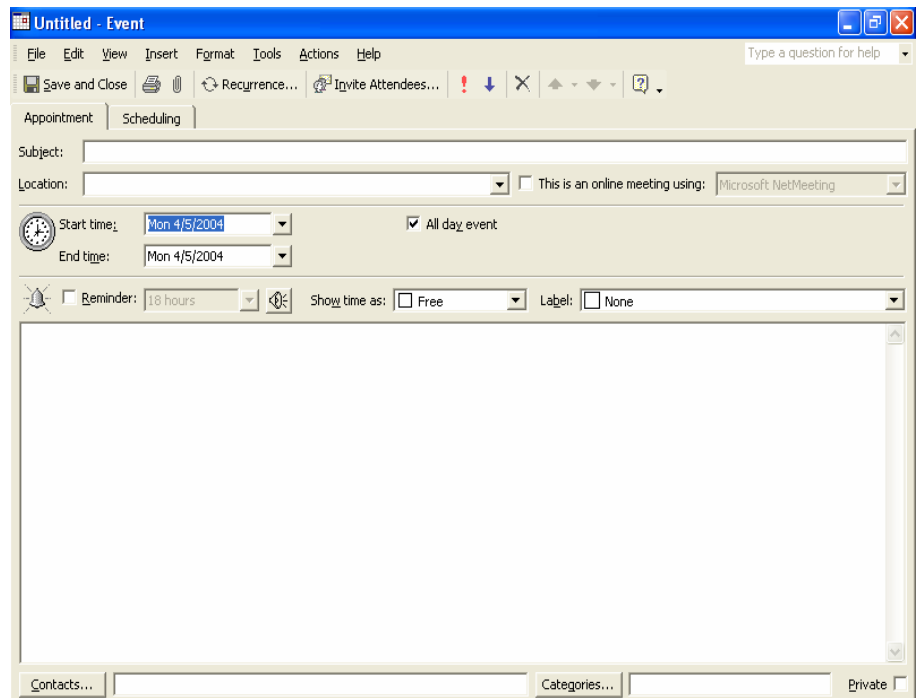 Untitled - Event
File Edit View Insert Format Tools Actions Help Type a question for help
Save and Close Recurrence... Invite Attendees...
Appointment Scheduling
Subject:
Location: This is an online meeting using: Microsoft NetMeeting
Start time: Mon 4/5/2004 All day event
End time: Mon 4/5/2004
Reminder: 18 hours Show time as: Free Label: None
Contacts... Categories... Private